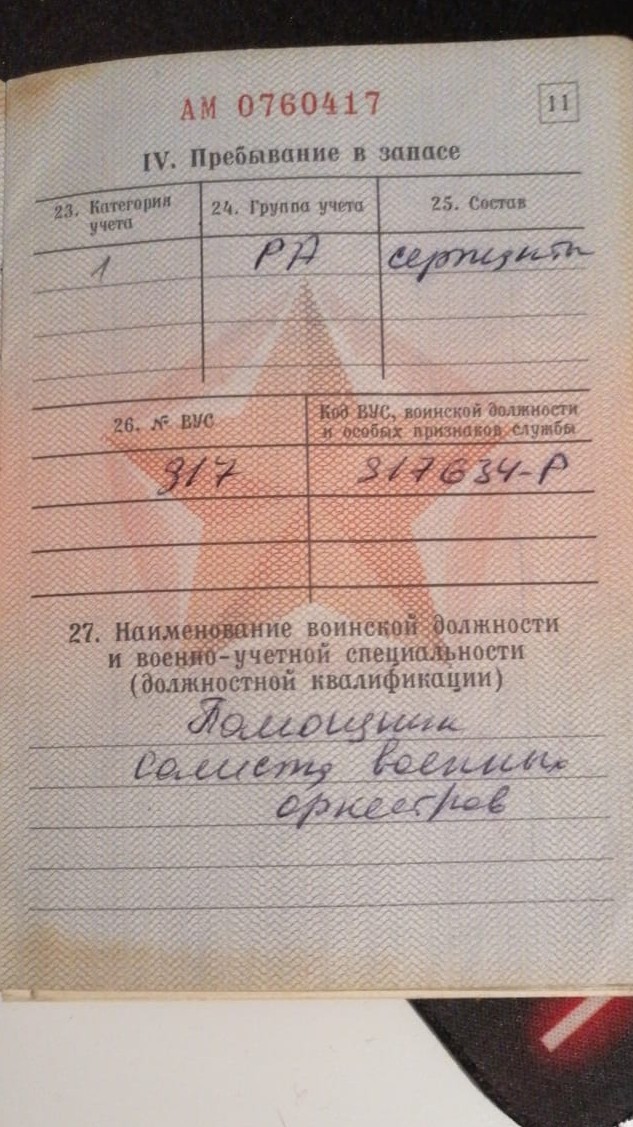 АМ 0760417
11
IV. Пребывание в запасе
23. Категория
учета
24. Группа учета
25. Состав
1
РА
сержанты
26. № ВУС
Код ВУС, воинской должности
и особых признаков службы
917
917634-Р
27. Наименование воинской должности
и военно-учетной специальности
(должностной квалификации)
Помощник
солиста военных
оркестров